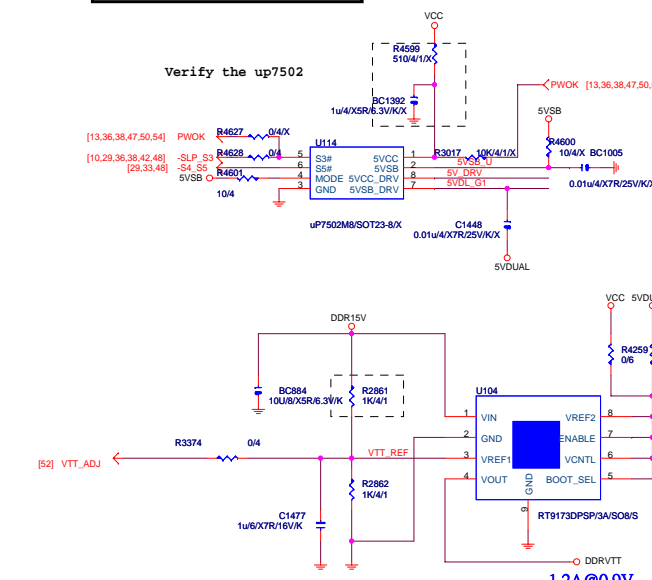 VCC
R4599
510/4/1/X
Verify the up7502
PWOK [13,36,38,47,50,
BC1392
1u/4/X5R/6.3V/K/X
5VSB
[13,36,38,47,50,54] PWOK R4627 0/4/X
U114
R4600
10/4/X BC1005
[10,29,36,38,42,48] -SLP_S3 R4628 0/4 5 S3# 5VCC 1 R3017 10K/4/1/X
[29,33,48] -S4_S5 6 S5# 5VSB 2 5VSB_U
5VSB R4601 4 MODE 5VCC_DRV 8 5V_DRV
3 GND 5VSB_DRV 7 5VDL_G1
0.01u/4/X7R/25V/K/X
10/4
uP7502M8/SOT23-8/X
C1448
0.01u/4/X7R/25V/K/X
5VDUAL
VCC 5VDU
DDR15V
R4259
0/6
BC884
10U/8/X5R/6.3V/K
R2861
1K/4/1
U104
1 VIN VREF2 8
2 GND ENABLE 7
R3374 0/4
VTT_REF 3 VREF1 VCNTL 6
[52] VTT_ADJ
4 VOUT BOOT_SEL 5
GND
9
R2862
1K/4/1
C1477
1u/6/X7R/16V/K
RT9173DPSP/3A/SO8/S
DDRVTT
1.2A@0.9V